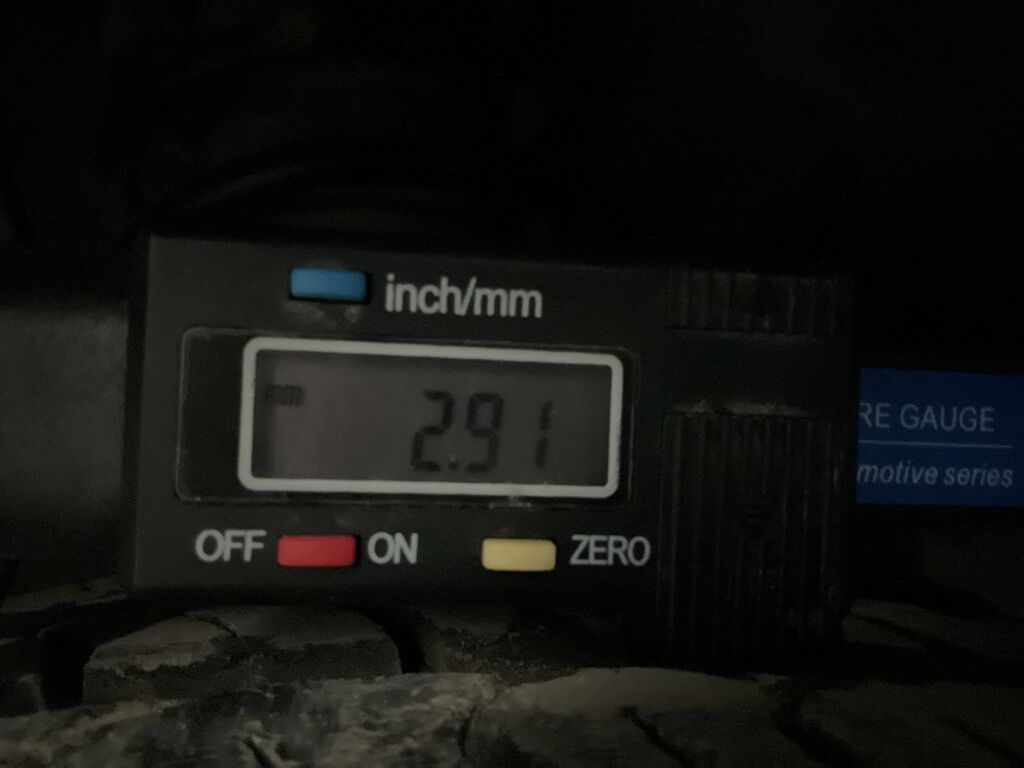 inch/mm
mm
2.91
RE GAUGE
motive series
OFF ON ZERO